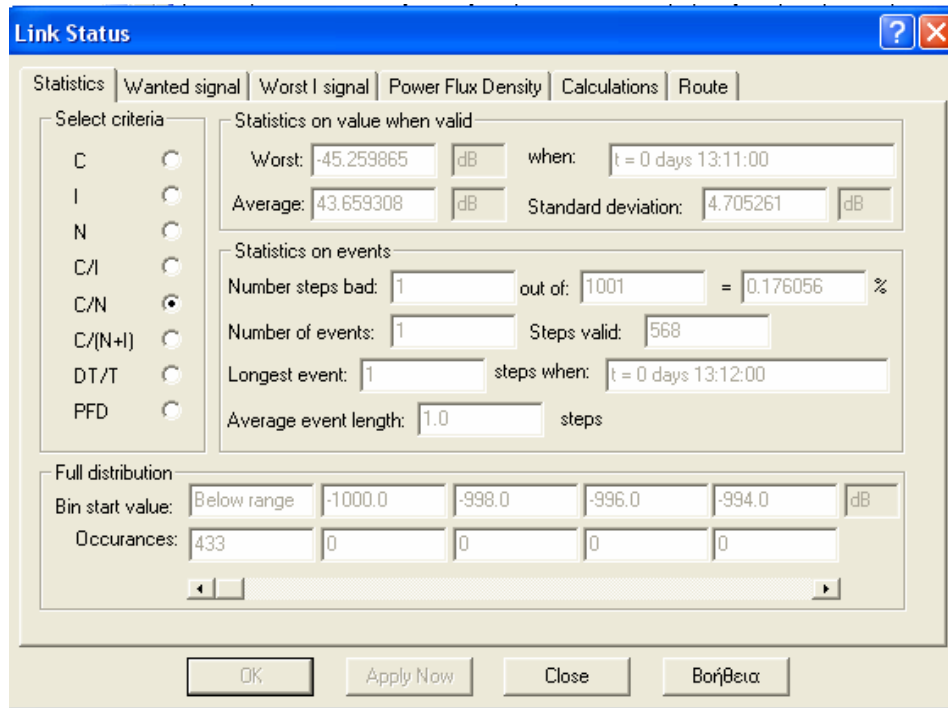 Link Status
Statistics Wanted signal Worst I signal Power Flux Density Calculations Route
Select criteria
C
I
N
C/I
C/N
C/(N+I)
DT/T
PFD
Statistics on value when valid
Worst: -45.259865 dB when: t = 0 days 13:11:00
Average: 43.659308 dB Standard deviation: 4.705261 dB
Statistics on events
Number steps bad: 1 out of: 1001 = 0.176056 %
Number of events: 1 Steps valid: 568
Longest event: 1 steps when: t = 0 days 13:12:00
Average event length: 1.0 steps
Full distribution
Bin start value: Below range -1000.0 -998.0 -996.0 -994.0 dB
Occurances: 433 0 0 0 0
OK Apply Now Close Βοήθεια